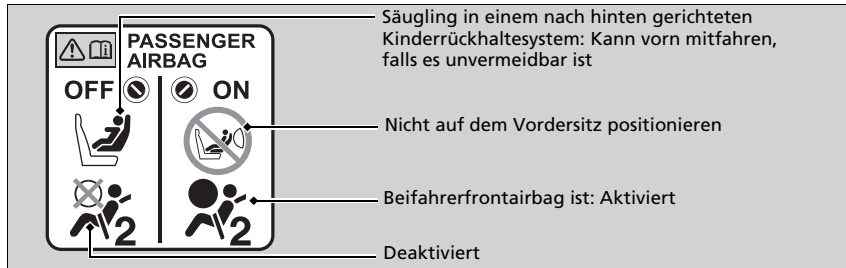 PASSENGER
AIRBAG
OFF ON
2 2
Säugling in einem nach hinten gerichteten
Kinderrückhaltesystem: Kann vorn mitfahren,
falls es unvermeidbar ist
Nicht auf dem Vordersitz positionieren
Beifahrerfrontairbag ist: Aktiviert
Deaktiviert